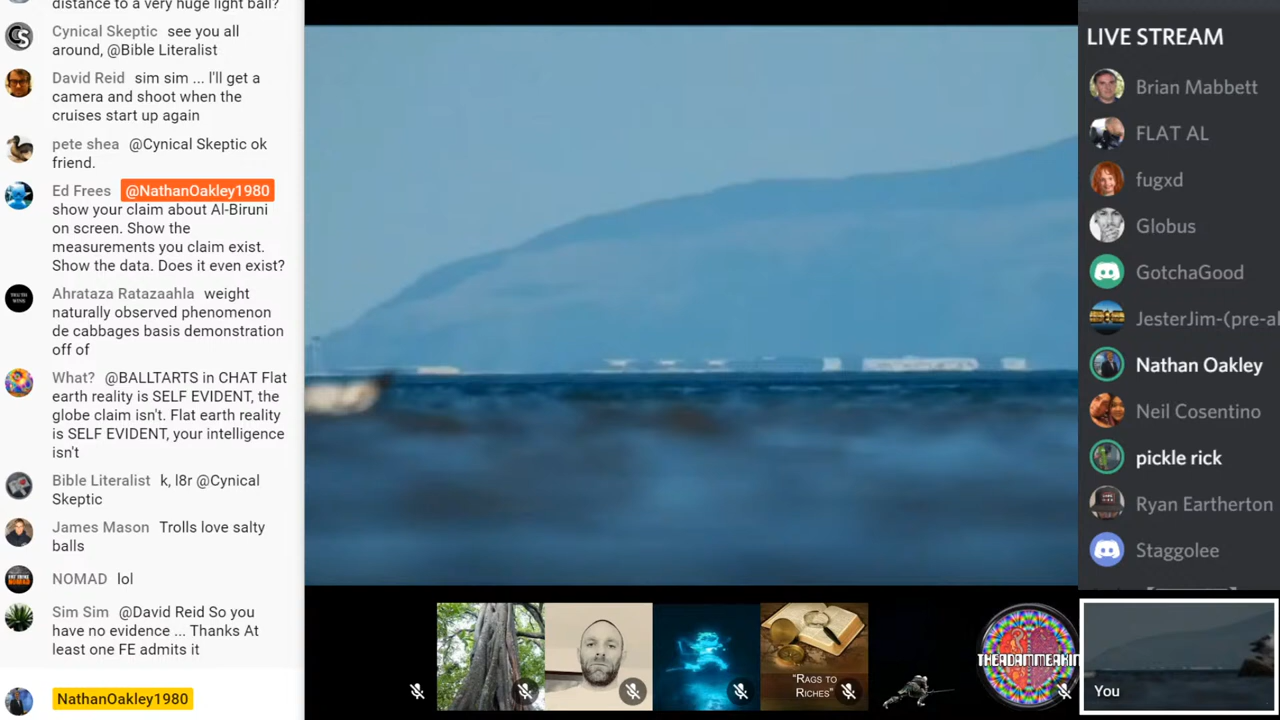 distance to a very huge light ball?
Cynical Skeptic see you all
around, @Bible Literalist
David Reid sim sim ... I'll get a
camera and shoot when the
cruises start up again
pete shea @Cynical Skeptic ok
friend.
Ed Frees @NathanOakley1980
show your claim about Al-Biruni
on screen. Show the
measurements you claim exist.
Show the data. Does it even exist?
Ahrataza Ratazaahla weight
naturally observed phenomenon
de cabbages basis demonstration
off of
What? @BALLTARTS in CHAT Flat
earth reality is SELF EVIDENT, the
globe claim isn't. Flat earth reality
is SELF EVIDENT, your intelligence
isn't
Bible Literalist k, l8r @Cynical
Skeptic
James Mason Trolls love salty
balls
NOMAD lol
Sim Sim @David Reid So you
have no evidence ... Thanks At
least one FE admits it
NathanOakley1980
"RAGS TO
RICHES"
THEADAMMEAKIN
LIVE STREAM
Brian Mabbett
FLAT AL
fugxd
Globus
GotchaGood
JesterJim-(pre-al
Nathan Oakley
Neil Cosentino
pickle rick
Ryan Eartherton
Staggolee
You